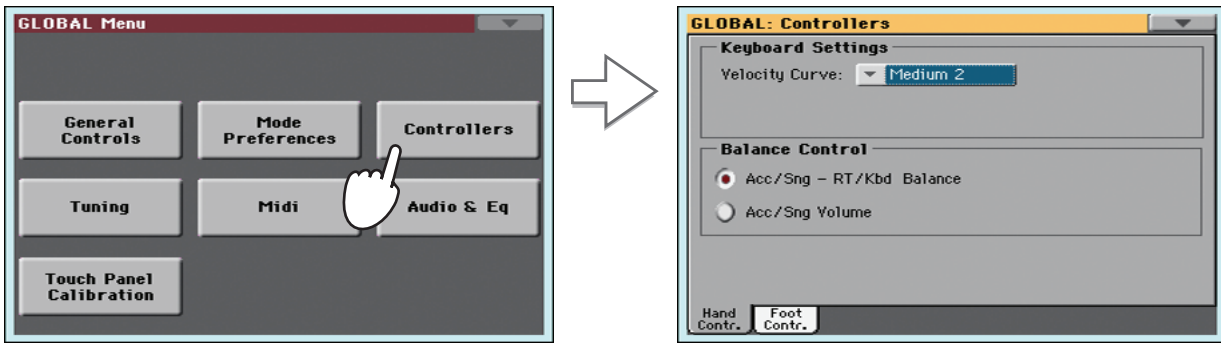 GLOBAL Menu
General
Controls
Mode
Preferences
Controllers
Tuning
Midi
Audio & Eq
Touch Panel
Calibration
GLOBAL: Controllers
Keyboard Settings
Velocity Curve: Medium 2
Balance Control
Acc/Sng - RT/Kbd Balance
Acc/Sng Volume
Hand
Contr.
Foot
Contr.